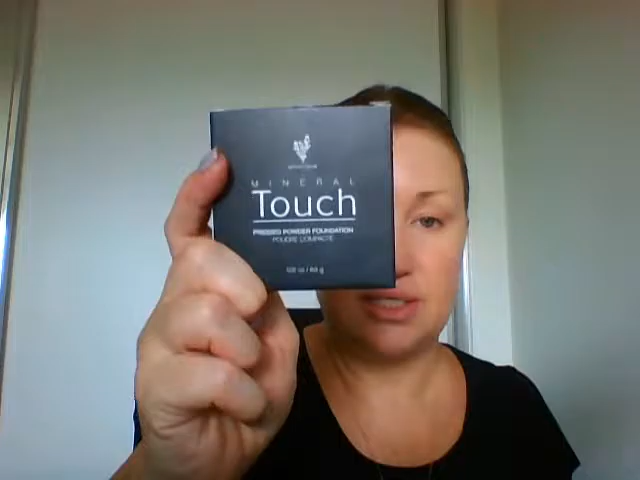 MINERAL
Touch
PRESSED POWDER FOUNDATION
POUDRE COMPACTE